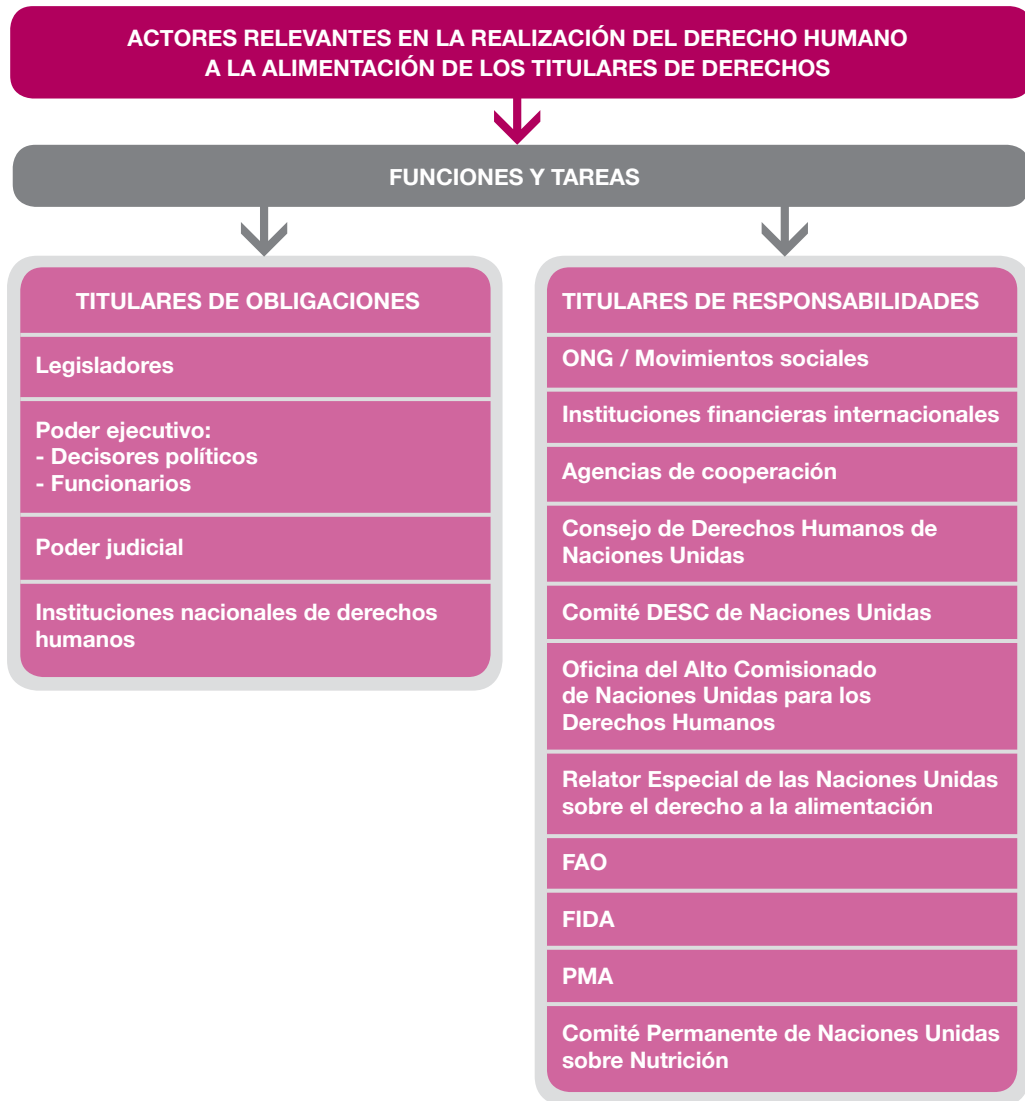 ACTORES RELEVANTES EN LA REALIZACIÓN DEL DERECHO HUMANO
A LA ALIMENTACIÓN DE LOS TITULARES DE DERECHOS
FUNCIONES Y TAREAS
TITULARES DE OBLIGACIONES
Legisladores
Poder ejecutivo:
- Decisores políticos
- Funcionarios
Poder judicial
Instituciones nacionales de derechos
humanos
TITULARES DE RESPONSABILIDADES
ONG / Movimientos sociales
Instituciones financieras internacionales
Agencias de cooperación
Consejo de Derechos Humanos de
Naciones Unidas
Comité DESC de Naciones Unidas
Oficina del Alto Comisionado
de Naciones Unidas para los
Derechos Humanos
Relator Especial de las Naciones Unidas
sobre el derecho a la alimentación
FAO
FIDA
PMA
Comité Permanente de Naciones Unidas
sobre Nutrición